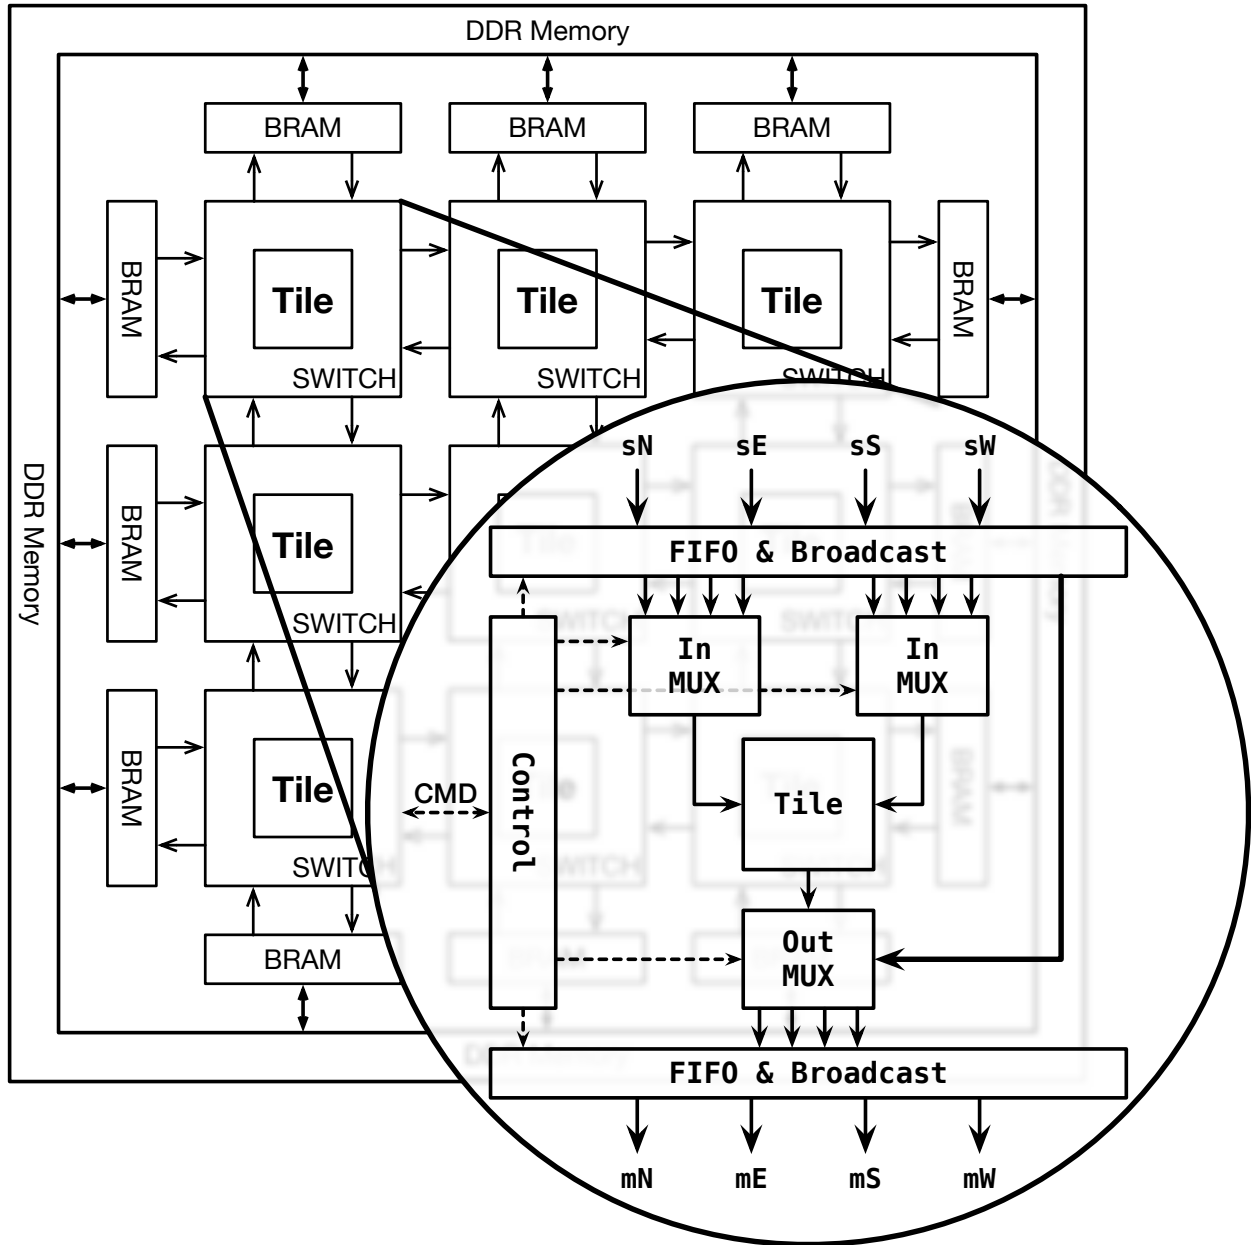 DDR Memory
BRAM BRAM BRAM
BRAM Tile Tile Tile BRAM
SWITCH SWITCH SWITCH
DDR Memory
BRAM Tile
SWITCH
BRAM Tile
SWITCH
BRAM
sN sE sS sW
FIFO & Broadcast
In MUX
In MUX
Control
CMD
Tile
Out MUX
FIFO & Broadcast
mN mE mS mW